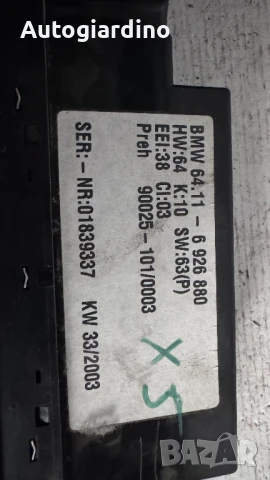 Autogiardino
BMW 64.11 - 6 926 880
HW:64 K:10 SW:63(P)
EEI:38 CI:03
Preh 90025-101/0003
SER:-NR:01839337 KW 33/2003
X5
BAZAR